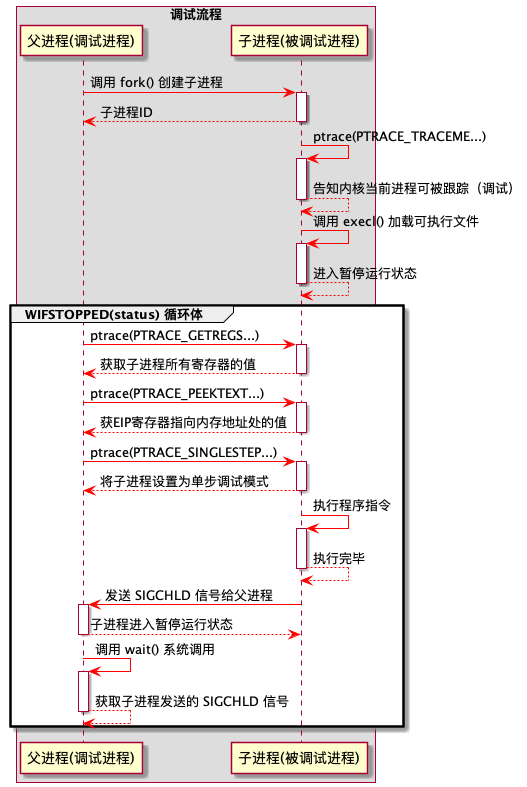 调试流程
父进程(调试进程)
子进程(被调试进程)
调用 fork() 创建子进程
子进程ID
ptrace(PTRACE_TRACEME...)
告知内核当前进程可被跟踪（调试）
调用 execl() 加载可执行文件
进入暂停运行状态
WIFSTOPPED(status) 循环体
ptrace(PTRACE_GETREGS...)
获取子进程所有寄存器的值
ptrace(PTRACE_PEEKTEXT...)
获EIP寄存器指向内存地址处的值
ptrace(PTRACE_SINGLESTEP...)
将子进程设置为单步调试模式
执行程序指令
执行完毕
发送 SIGCHLD 信号给父进程
子进程进入暂停运行状态
调用 wait() 系统调用
获取子进程发送的 SIGCHLD 信号
父进程(调试进程)
子进程(被调试进程)